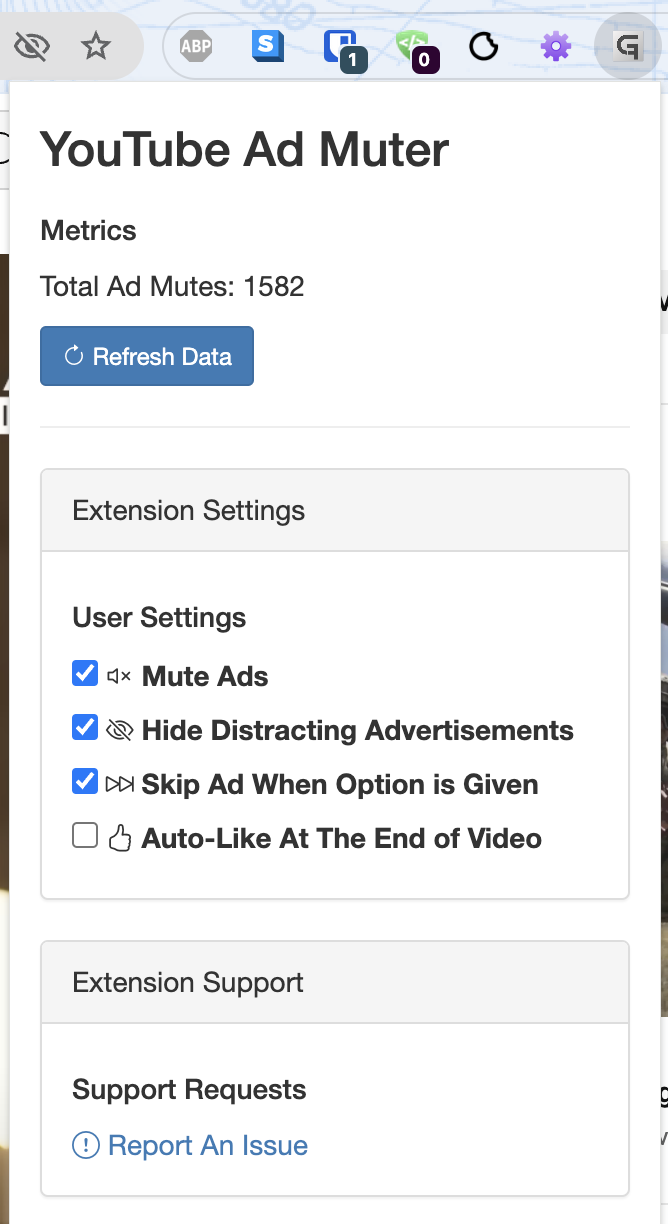 ABP
S
1
0
G
YouTube Ad Muter
Metrics
Total Ad Mutes: 1582
Refresh Data
Extension Settings
User Settings
Mute Ads
Hide Distracting Advertisements
Skip Ad When Option is Given
Auto-Like At The End of Video
Extension Support
Support Requests
Report An Issue